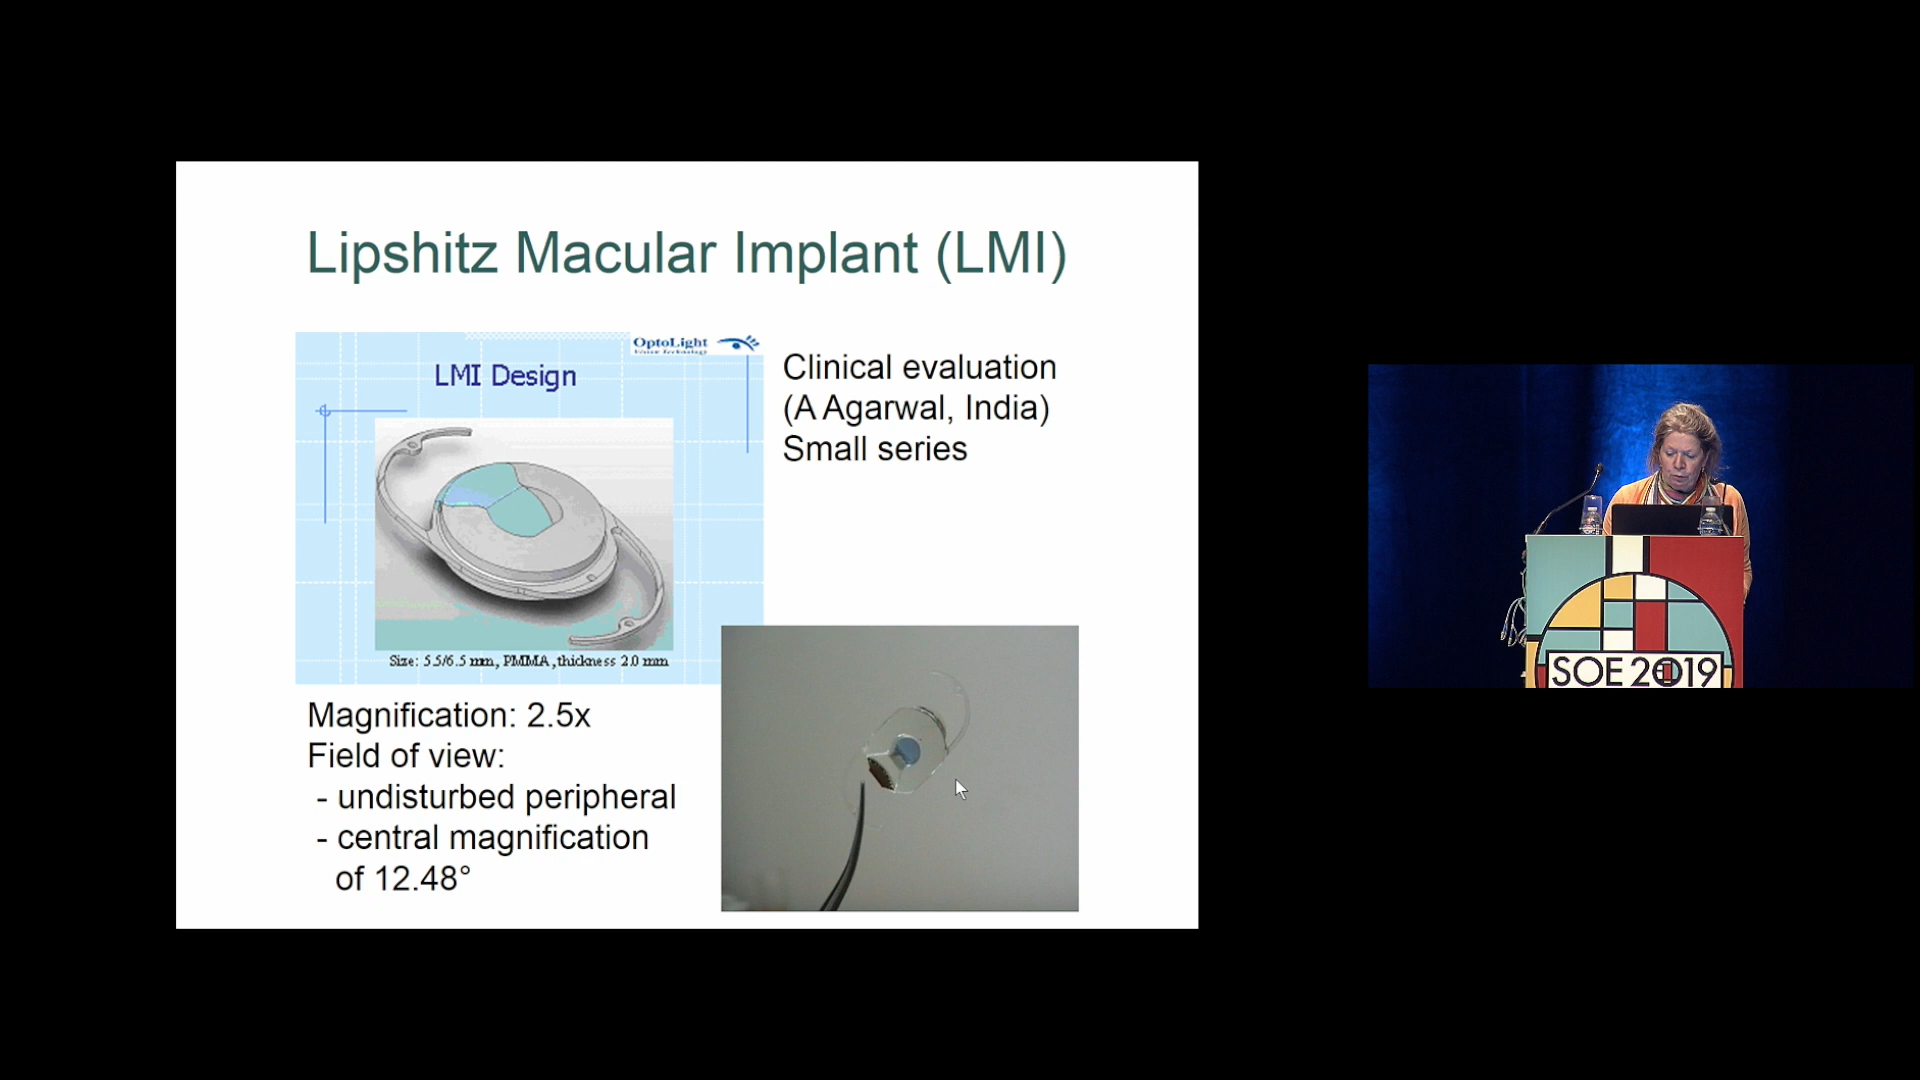 Lipshitz Macular Implant (LMI)
OptoLight
Vision Technology
LMI Design
Size: 5.5/6.5 mm, PMMA ,thickness 2.0 mm
Clinical evaluation
(A Agarwal, India)
Small series
Magnification: 2.5x
Field of view:
- undisturbed peripheral
- central magnification
of 12.48°
SOE 2019